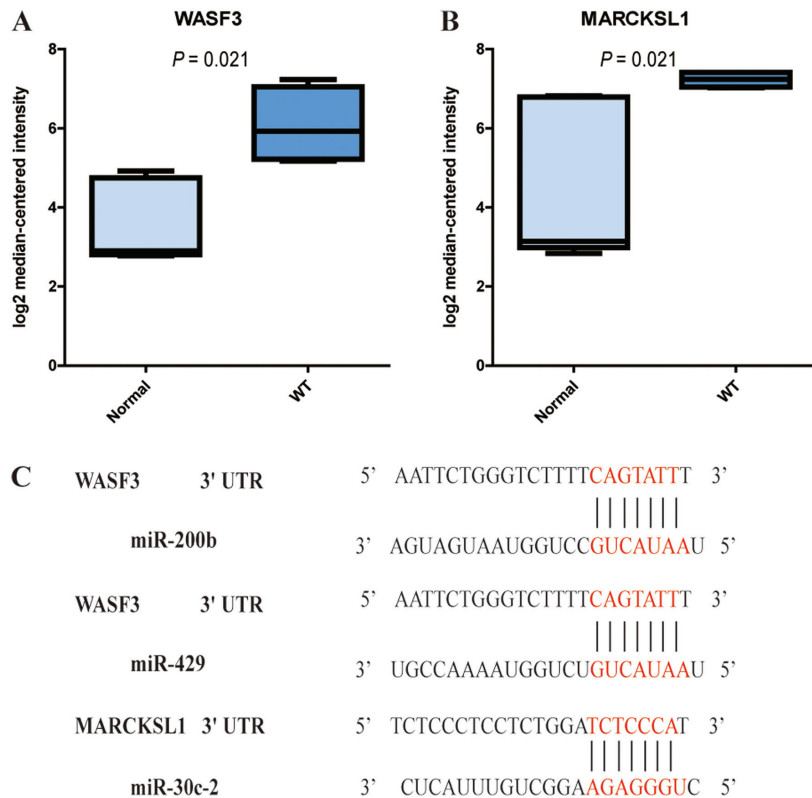 A
WASF3
P = 0.021
log2 median-centered intensity
8
6
4
2
0
Normal
WT
B
MARCKSL1
P = 0.021
log2 median-centered intensity
8
6
4
2
0
Normal
WT
C
WASF3 3' UTR 5’ AATTCTGGGTCTTTTCAGTATTT 3’
miR-200b 3’ AGUAGUAAUGGUCCGUCAUAAU 5’
WASF3 3' UTR 5’ AATTCTGGGTCTTTTCAGTATTT 3’
miR-429 3’ UGCCAAAAUGGUCUGUCAUAAU 5’
MARCKSL1 3' UTR 5’ TCTCCCTCCTCTGGATCTCCCAT 3’
miR-30c-2 3’ CUCAUUUGUCGGAAGAGGGUC 5’